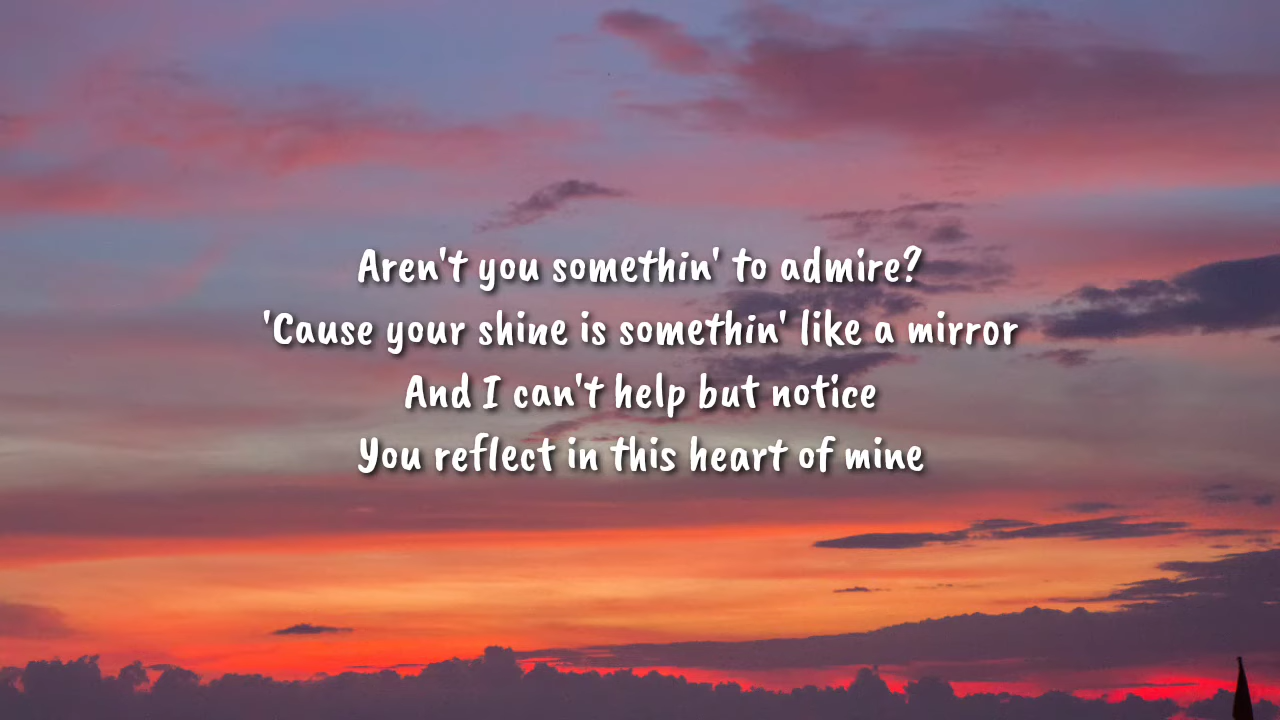 Aren't you somethin' to admire?
'Cause your shine is somethin' like a mirror
And I can't help but notice
You reflect in this heart of mine